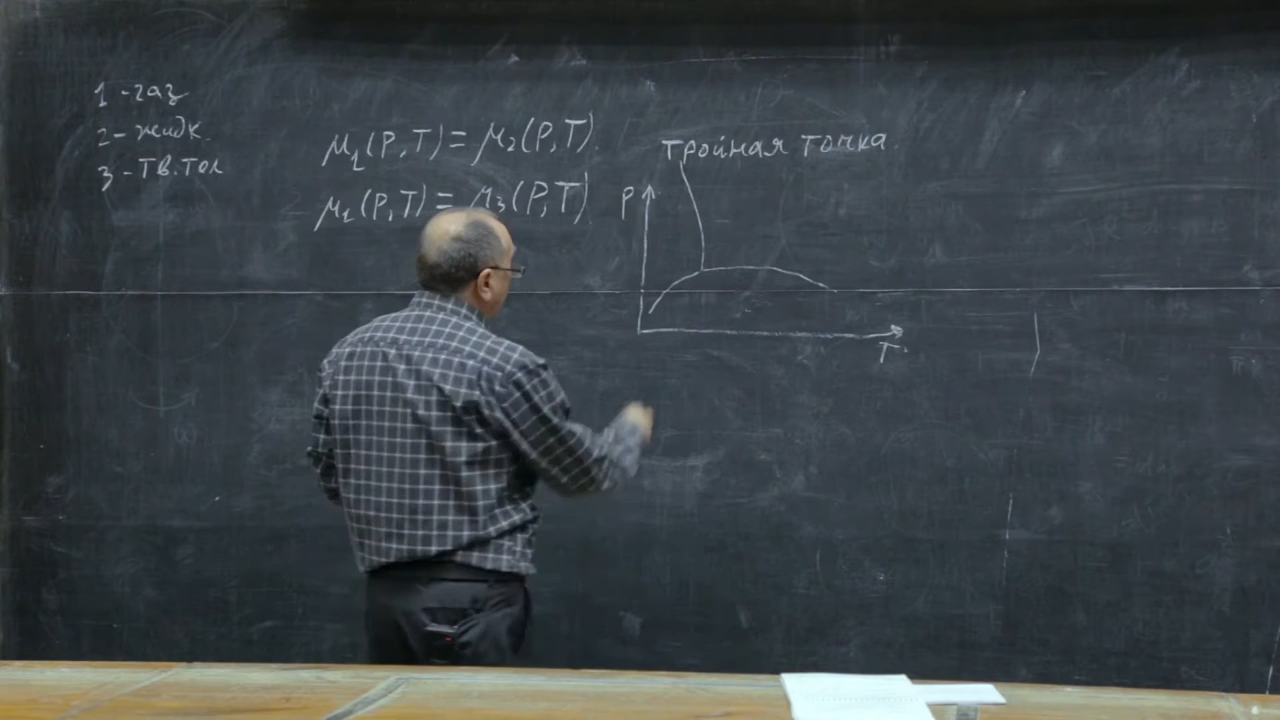 1 - газ
2 - жидк.
3 - тв. тел
μ₁(P,T) = μ₂(P,T).
μ₁(P,T) = μ₃(P,T)
тройная точка
P
T